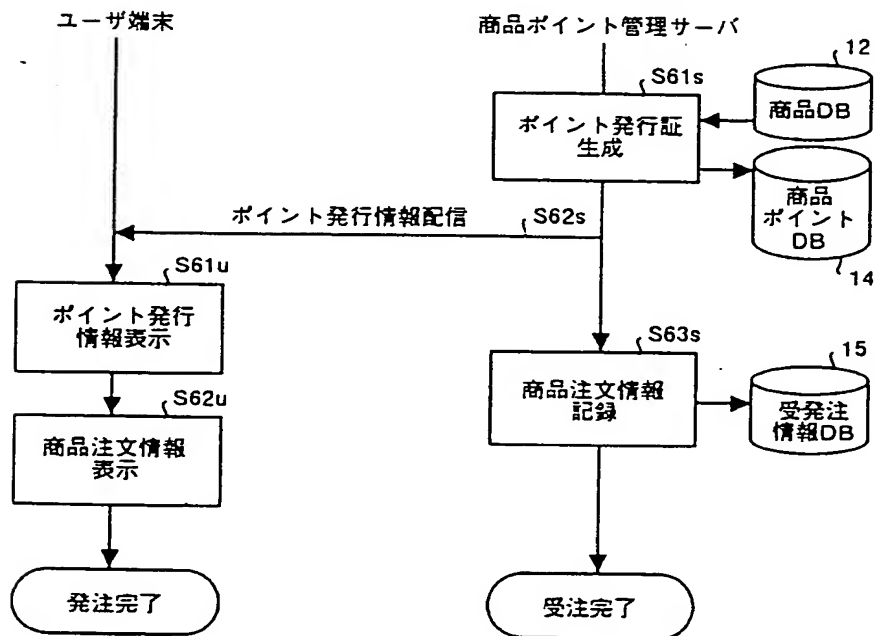 ユーザ端末
商品ポイント管理サーバ
S61s
12
ポイント発行証
生成
商品DB
商品
ポイント
DB
14
ポイント発行情報配信
S62s
S61u
ポイント発行
情報表示
S63s
15
商品注文情報
記録
受発注
情報DB
S62u
商品注文情報
表示
発注完了
受注完了